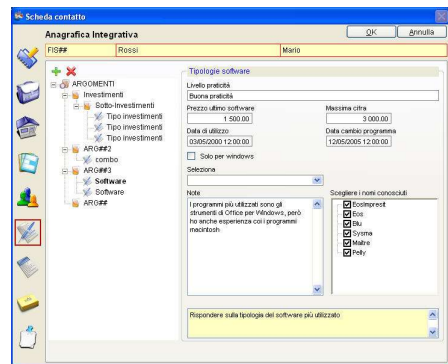 Scheda contatto
Anagrafica Integrativa
OK
Annulla
FIS##
Rossi
Mario
ARGOMENTI
Investimenti
Sotto-Investimenti
Tipo investimenti
Tipo investimenti
Tipo investimenti
ARG##2
combo
ARG##3
Software
Software
ARG##
Tipologie software
Livello praticità
Buona praticità
Prezzo ultimo software
Massima cifra
1 500.00
3 000.00
Data di utilizzo
Data cambio programma
03/05/2010 12:00:00
12/05/2005 12:00:00
Solo per windows
Seleziona
Note
Scegliere i nomi conosciuti
I programmi più utilizzati sono gli
strumenti di Office per Windows, però
ho anche esperienza coi i programmi
macintosh
EosImpresit
Eos
Blu
Sysma
Maitre
Pelly
Rispondere sulla tipologia del software più utilizzato